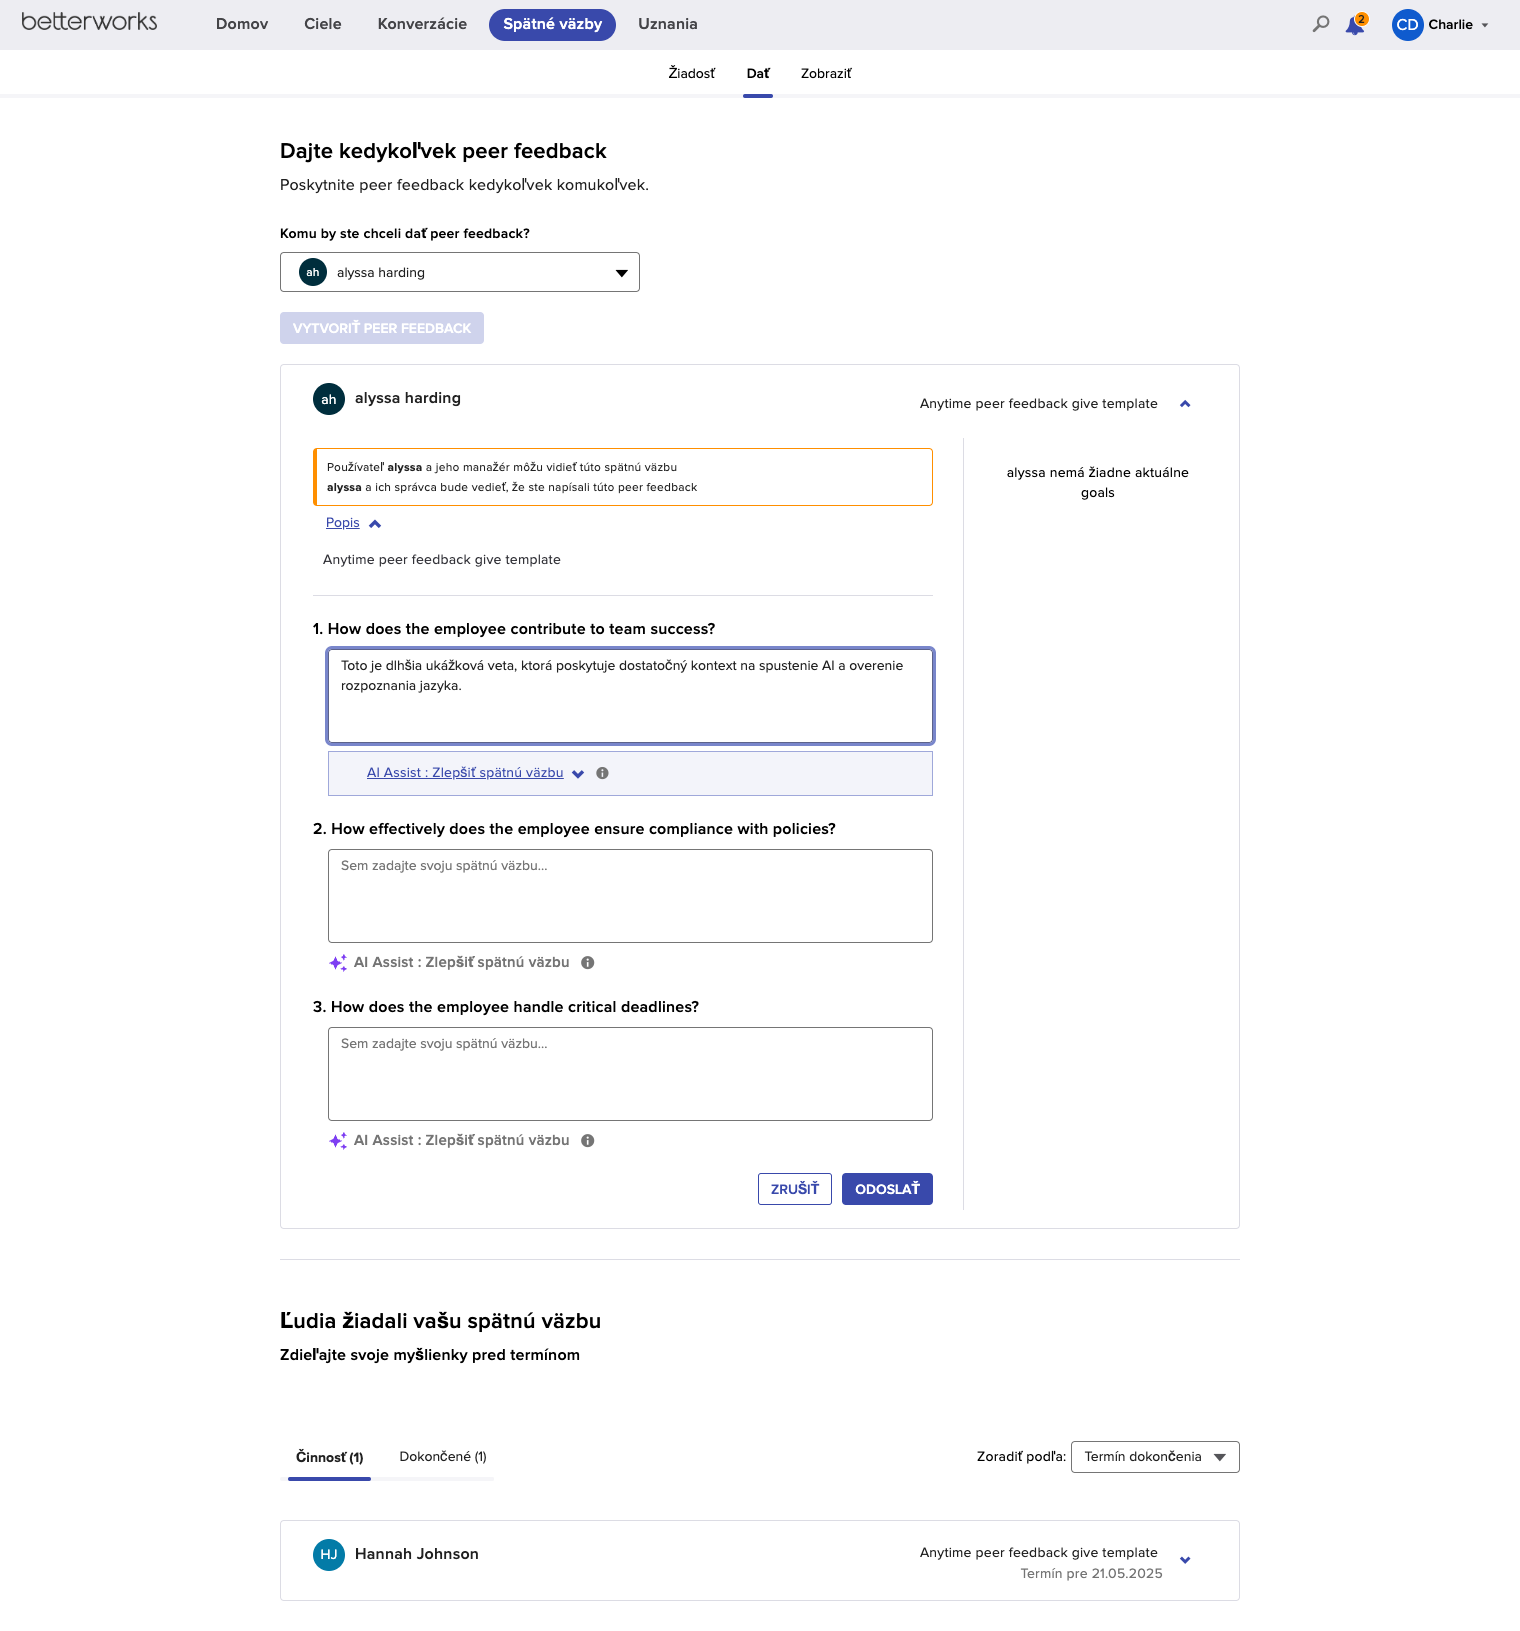 betterworks
Domov
Ciele
Konverzácie
Spätné väzby
Uznania
2
CD
Charlie
Žiadosť
Dať
Zobraziť
Dajte kedykoľvek peer feedback
Poskytnite peer feedback kedykoľvek komukoľvek.
Komu by ste chceli dať peer feedback?
ah
alyssa harding
VYTVORIŤ PEER FEEDBACK
ah
alyssa harding
Anytime peer feedback give template
Používateľ alyssa a jeho manažér môžu vidieť túto spätnú väzbu
alyssa a ich správca bude vedieť, že ste napísali túto peer feedback
alyssa nemá žiadne aktuálne
goals
Popis
Anytime peer feedback give template
1. How does the employee contribute to team success?
Toto je dlhšia ukážková veta, ktorá poskytuje dostatočný kontext na spustenie AI a overenie
rozpoznania jazyka.
AI Assist : Zlepšiť spätnú väzbu
2. How effectively does the employee ensure compliance with policies?
Sem zadajte svoju spätnú väzbu...
AI Assist : Zlepšiť spätnú väzbu
3. How does the employee handle critical deadlines?
Sem zadajte svoju spätnú väzbu...
AI Assist : Zlepšiť spätnú väzbu
ZRUŠIŤ
ODOSLAŤ
Ľudia žiadali vašu spätnú väzbu
Zdieľajte svoje myšlienky pred termínom
Činnosť (1)
Dokončené (1)
Zoradiť podľa:
Termín dokončenia
HJ
Hannah Johnson
Anytime peer feedback give template
Termín pre 21.05.2025